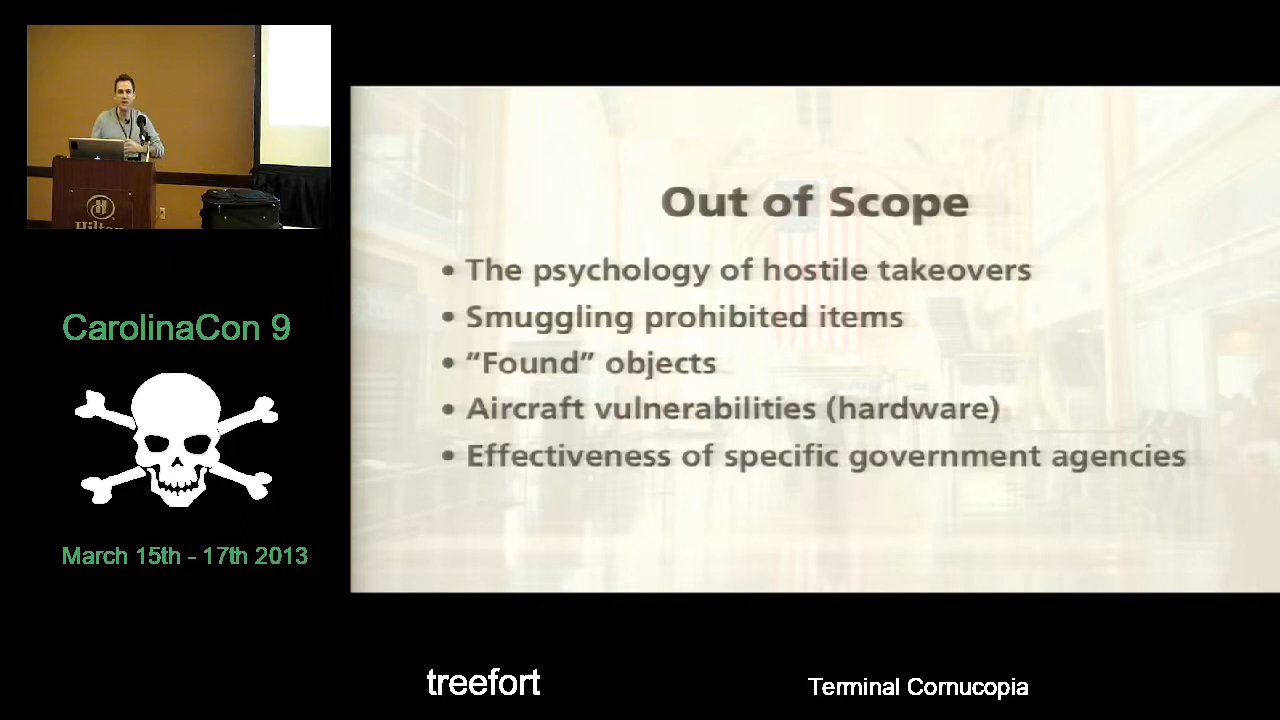 Hilton
CarolinaCon 9
March 15th - 17th 2013
Out of Scope
• The psychology of hostile takeovers
• Smuggling prohibited items
• “Found” objects
• Aircraft vulnerabilities (hardware)
• Effectiveness of specific government agencies
treefort
Terminal Cornucopia